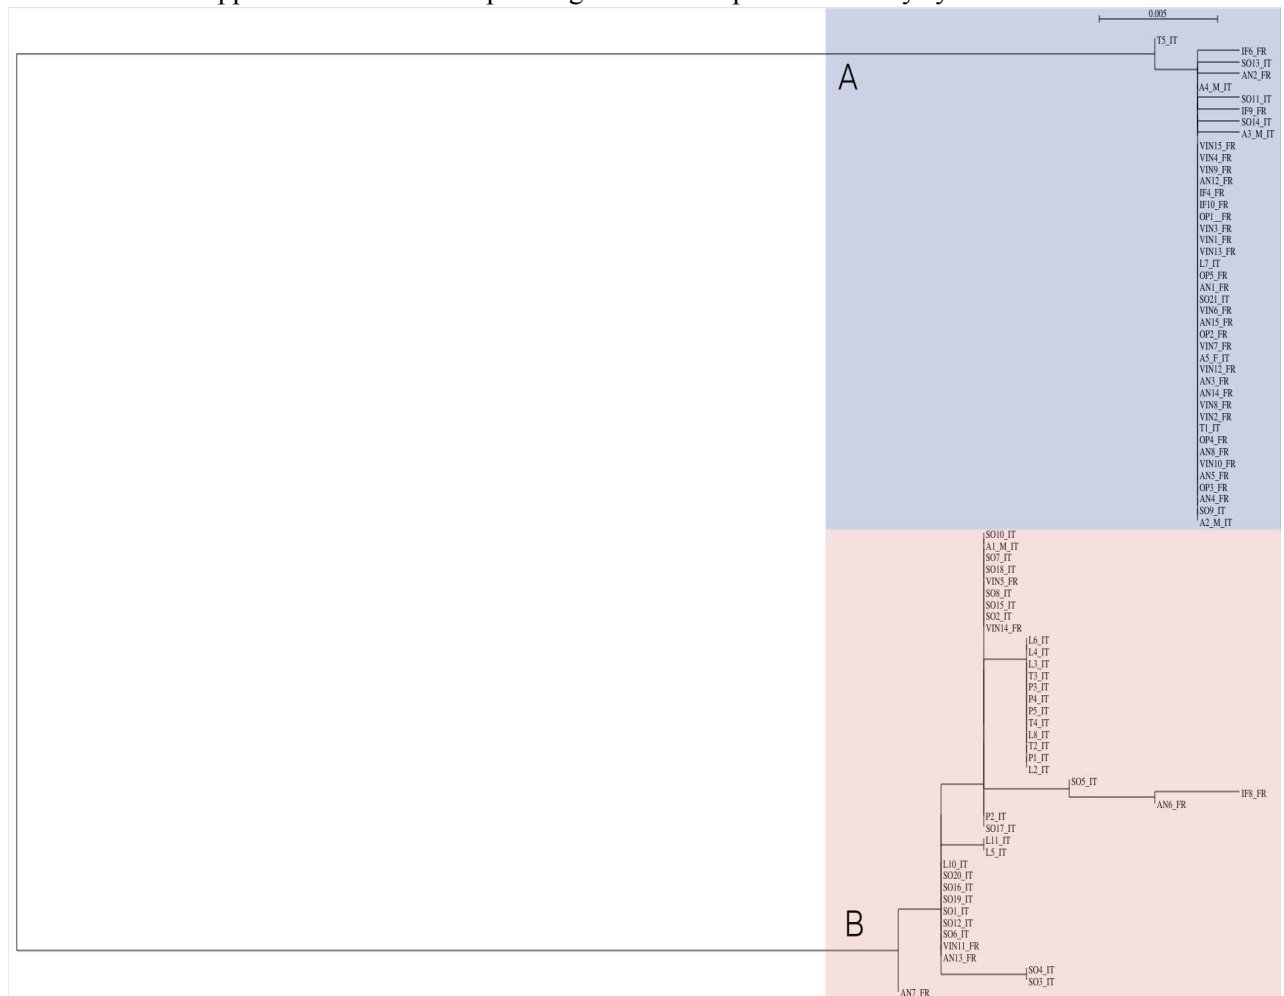 0.005
T5_IT
IF6_FR
SO13_IT
AN2_FR
A
A4_M_IT
SO11_IT
IF9_FR
SO14_IT
A3_M_IT
VIN15_FR
VIN4_FR
VIN9_FR
AN12_FR
IF4_FR
IF10_FR
OP1__FR
VIN3_FR
VIN1_FR
VIN13_FR
L7_IT
OP5_FR
AN1_FR
SO21_IT
VIN6_FR
AN15_FR
OP2_FR
VIN7_FR
A5_F_IT
VIN12_FR
AN3_FR
AN14_FR
VIN8_FR
VIN2_FR
T1_IT
OP4_FR
AN8_FR
VIN10_FR
AN5_FR
OP3_FR
AN4_FR
SO9_IT
A2_M_IT
SO10_IT
A1_M_IT
SO7_IT
SO18_IT
VIN5_FR
SO8_IT
SO15_IT
SO2_IT
VIN14_FR
L6_IT
L4_IT
L3_IT
T3_IT
P3_IT
P4_IT
P5_IT
T4_IT
L8_IT
T2_IT
P1_IT
L2_IT
SO5_IT
IF8_FR
AN6_FR
P2_IT
SO17_IT
L11_IT
L5_IT
L10_IT
SO20_IT
SO16_IT
SO19_IT
SO1_IT
B
SO12_IT
SO6_IT
VIN11_FR
AN13_FR
SO4_IT
SO3_IT
AN7_FR